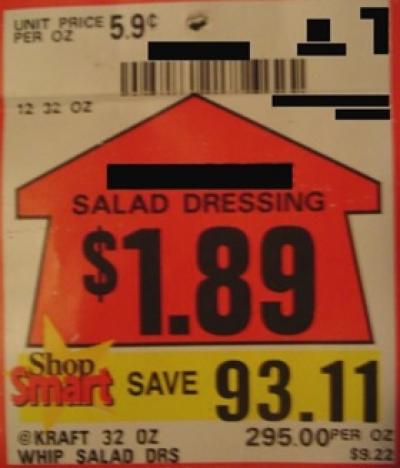 UNIT PRICE 5.9¢
PER OZ
12 32 OZ
SALAD DRESSING
$1.89
Shop
Smart SAVE 93.11
@KRAFT 32 OZ 295.00PER OZ
WHIP SALAD DRS $9.22